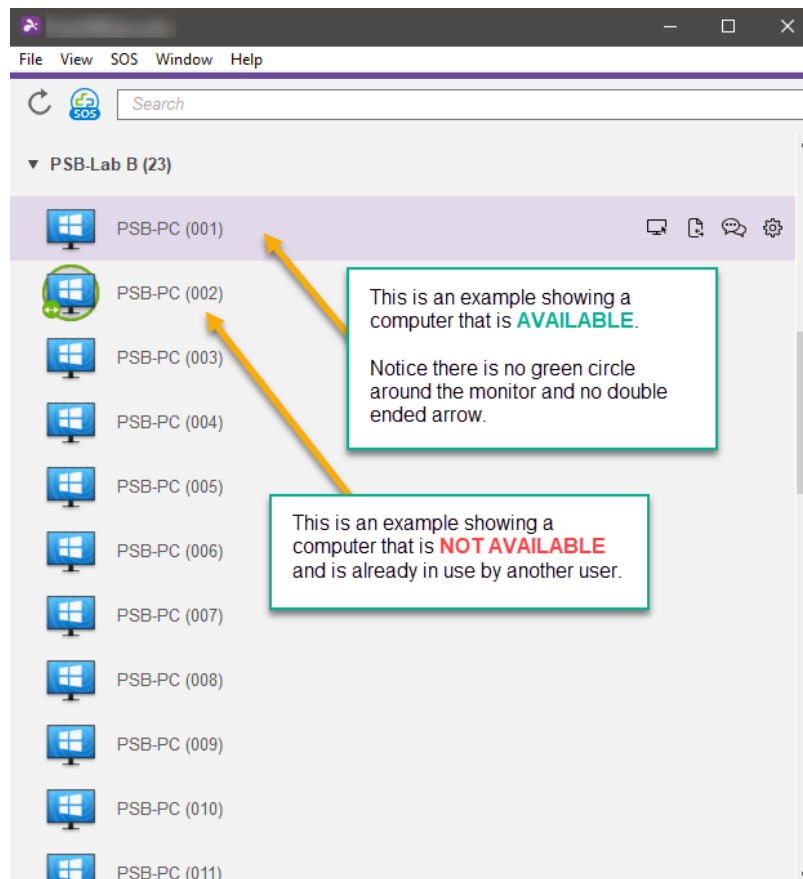 File View SOS Window Help
SOS
Search
PSB-Lab B (23)
PSB-PC (001)
PSB-PC (002)
This is an example showing a
computer that is AVAILABLE.
Notice there is no green circle
around the monitor and no double
ended arrow.
PSB-PC (003)
PSB-PC (004)
PSB-PC (005)
This is an example showing a
computer that is NOT AVAILABLE
and is already in use by another user.
PSB-PC (006)
PSB-PC (007)
PSB-PC (008)
PSB-PC (009)
PSB-PC (010)
PSB-PC (011)